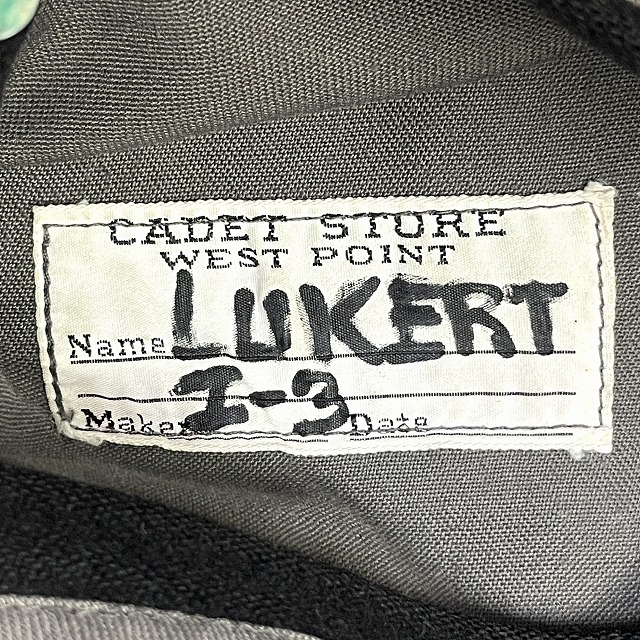 CADET STORE
WEST POINT
Name LUKERT
I-3
Maker Date